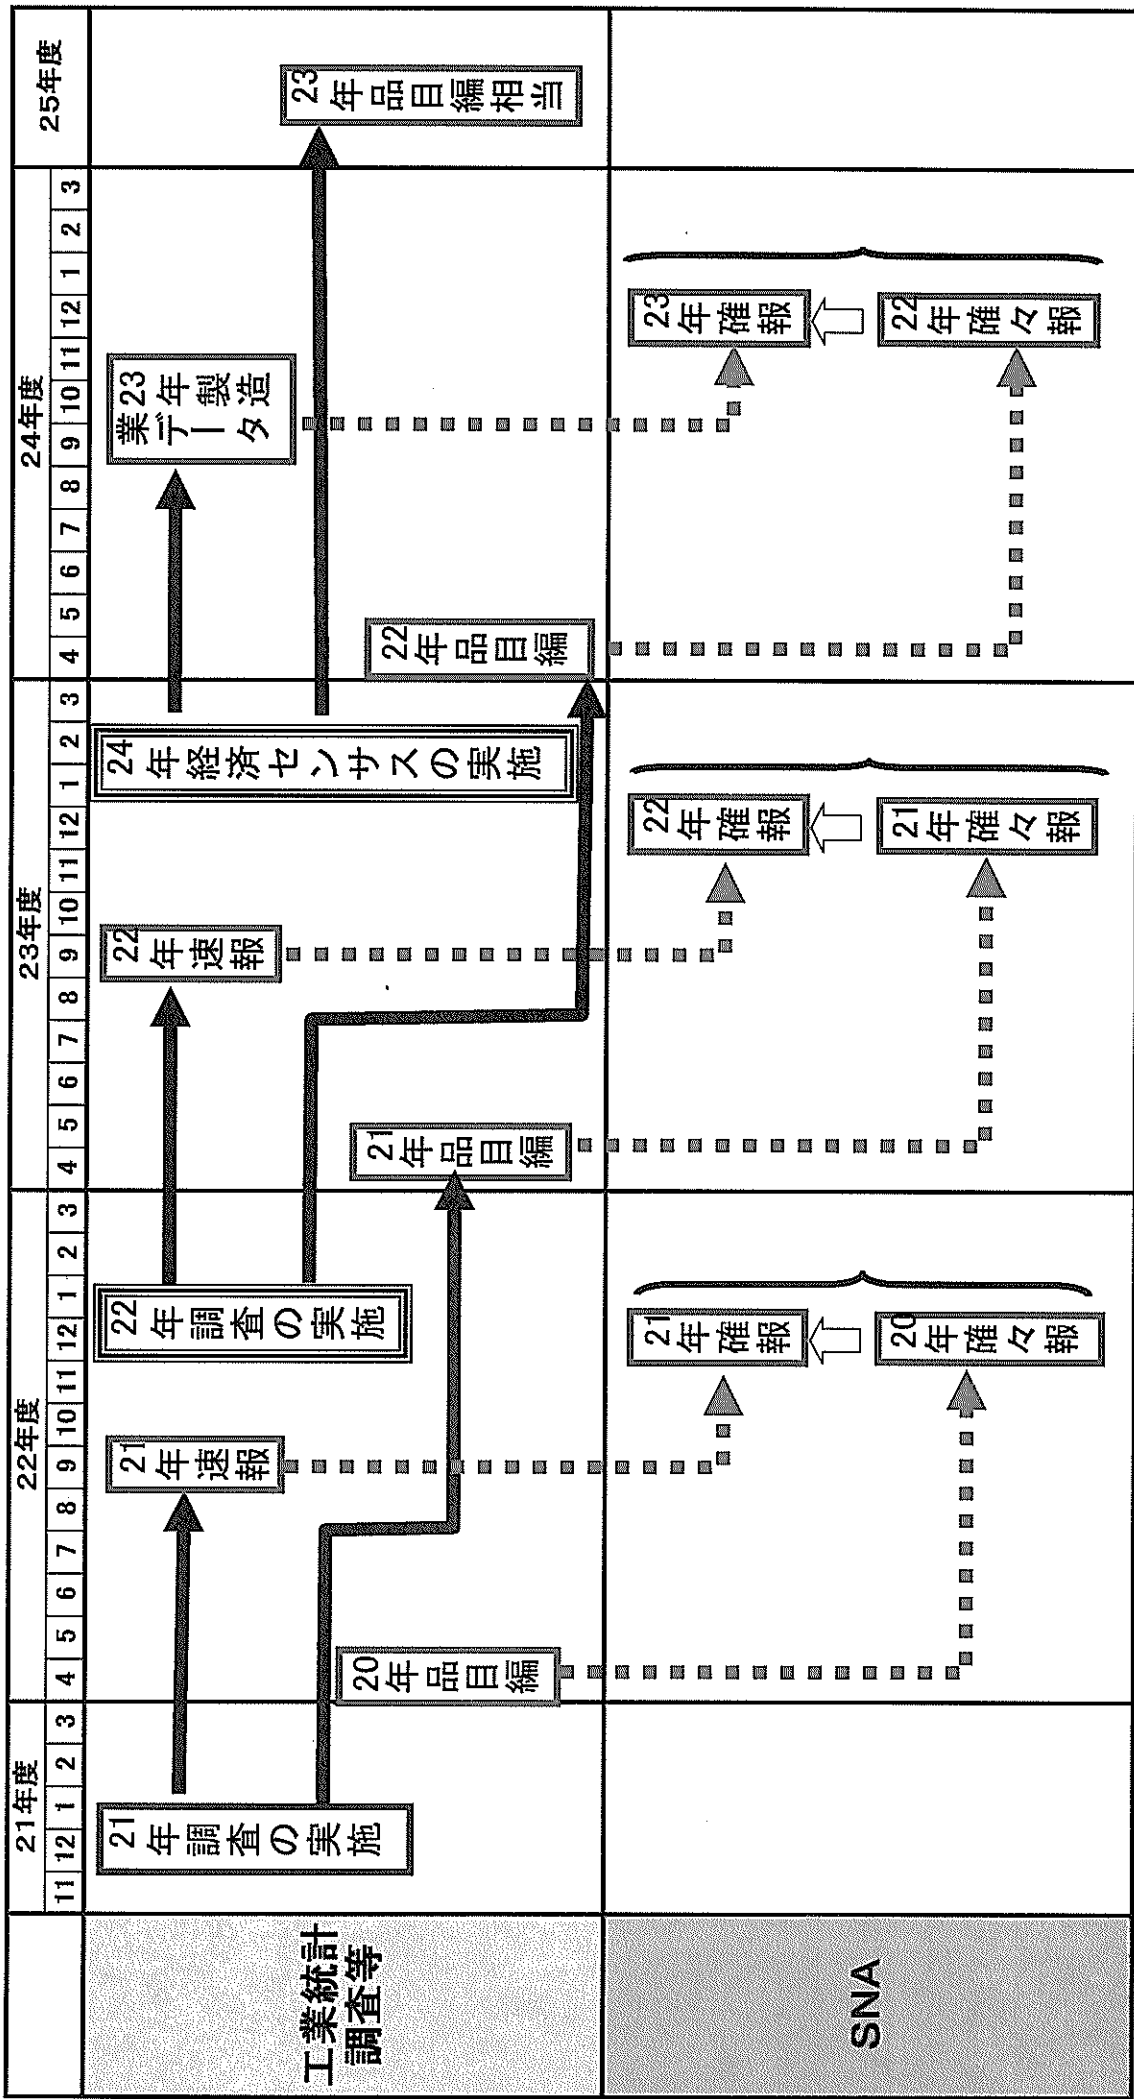 21年度
22年度
23年度
24年度
25年度
11 12 1 2 3
4 5 6 7 8 9 10 11 12 1 2 3
4 5 6 7 8 9 10 11 12 1 2 3
4 5 6 7 8 9 10 11 12 1 2 3
工業統計
調査等
21年調査の実施
21年速報
20年品目編
22年調査の実施
21年品目編
22年速報
24年経済センサスの実施
22年品目編
23年製造
業データ
23年品目編相当
SNA
21年確報
20年確々報
22年確報
21年確々報
23年確報
22年確々報